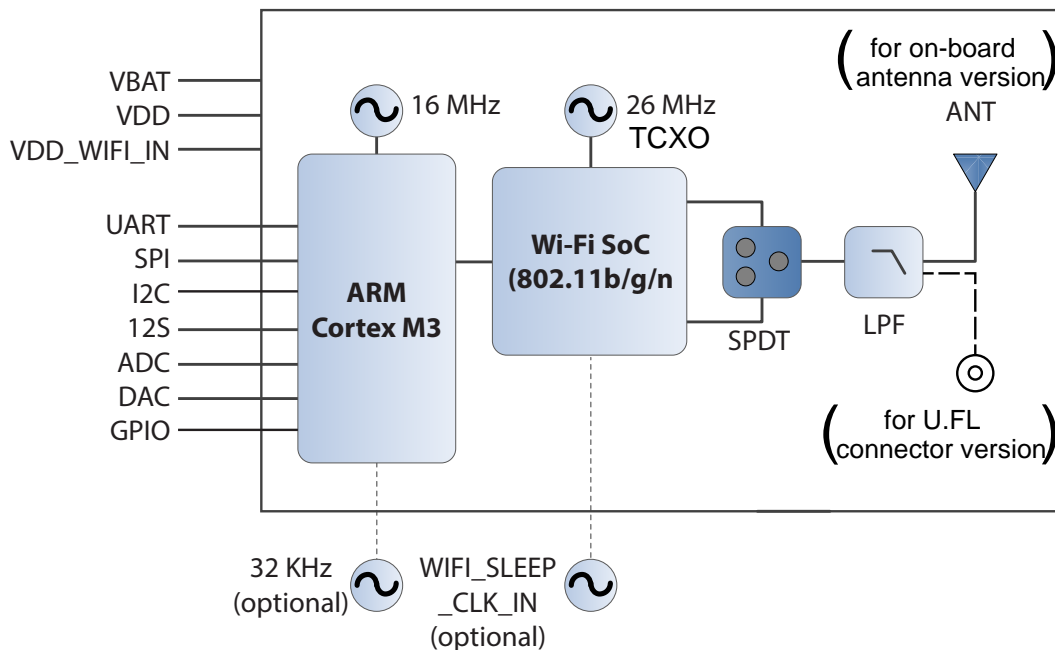 VBAT
VDD
VDD_WIFI_IN
UART
SPI
I2C
12S
ADC
DAC
GPIO
16 MHz
ARM
Cortex M3
26 MHz
TCXO
Wi-Fi SoC
(802.11b/g/n
SPDT
LPF
(for on-board
antenna version)
ANT
(for U.FL
connector version)
32 KHz
(optional)
WIFI_SLEEP
_CLK_IN
(optional)